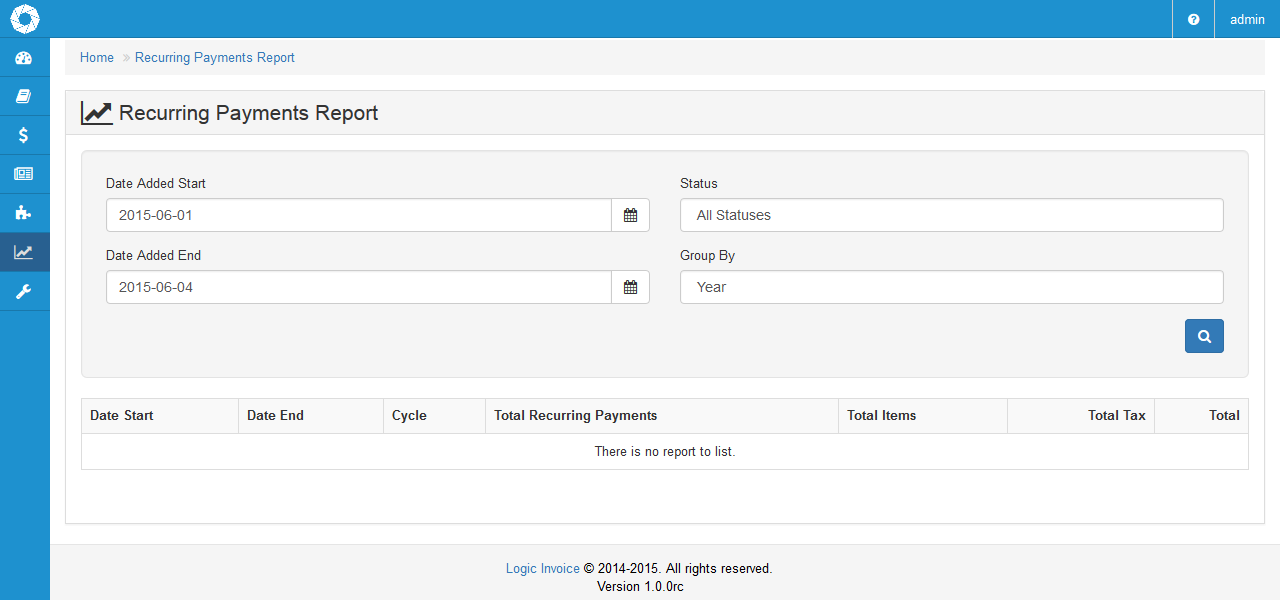 admin
Home » Recurring Payments Report
Recurring Payments Report
Date Added Start
2015-06-01
Status
All Statuses
Date Added End
2015-06-04
Group By
Year
Date Start Date End Cycle Total Recurring Payments Total Items Total Tax Total
There is no report to list.
Logic Invoice © 2014-2015. All rights reserved.
Version 1.0.0rc